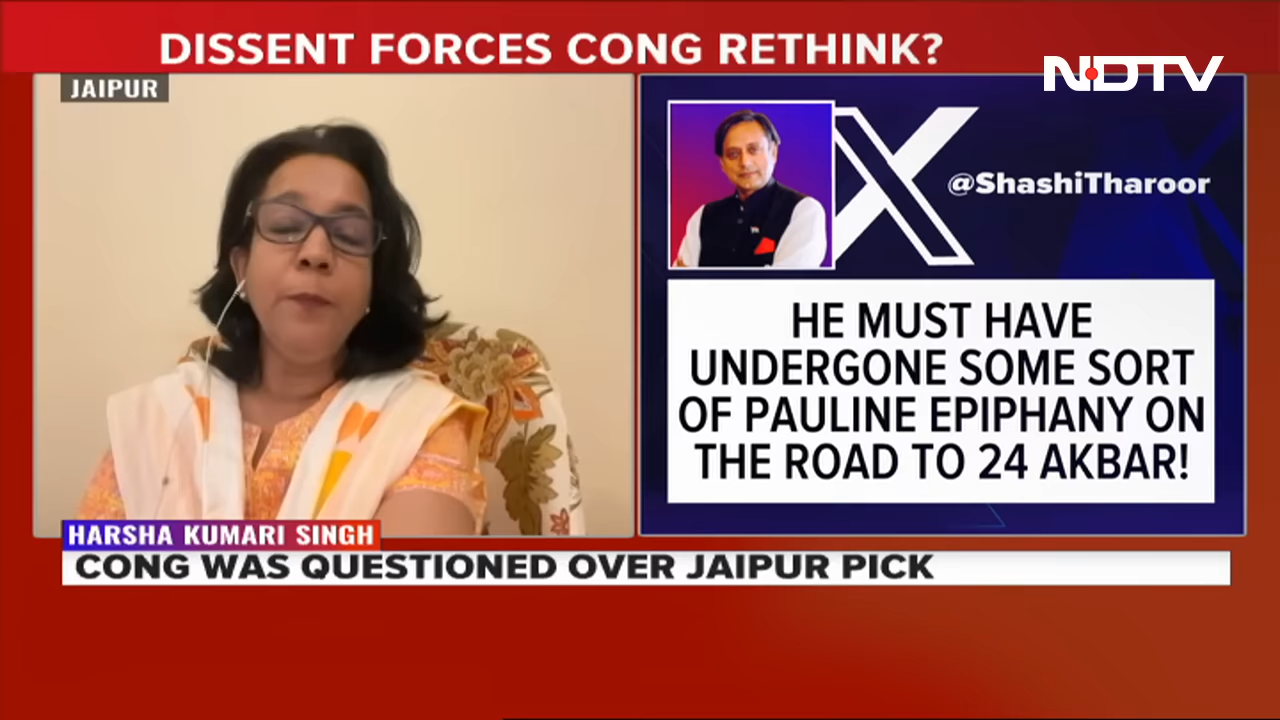 DISSENT FORCES CONG RETHINK?
NDTV
JAIPUR
@ShashiTharoor
HE MUST HAVE
UNDERGONE SOME SORT
OF PAULINE EPIPHANY ON
THE ROAD TO 24 AKBAR!
HARSHA KUMARI SINGH
CONG WAS QUESTIONED OVER JAIPUR PICK